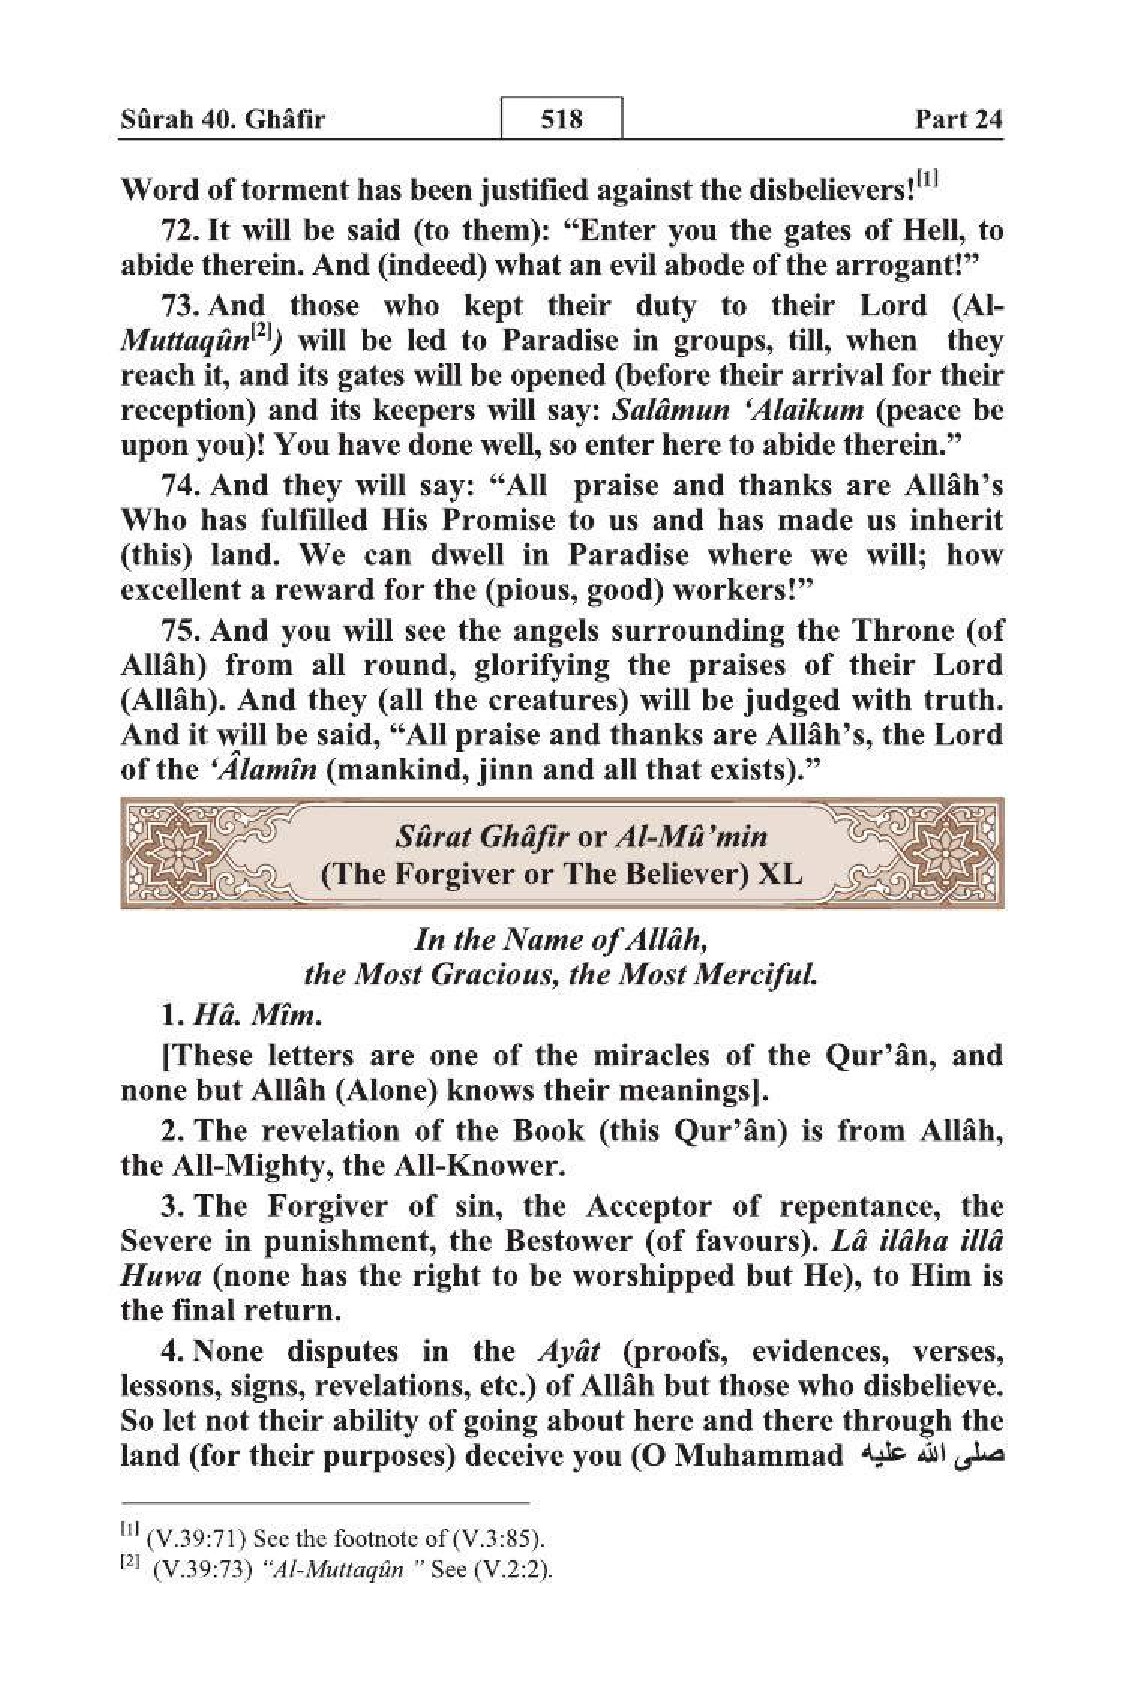 Sûrah 40. Ghâfir 518 Part 24
Word of torment has been justified against the disbelievers![1]
72. It will be said (to them): “Enter you the gates of Hell, to
abide therein. And (indeed) what an evil abode of the arrogant!”
73. And those who kept their duty to their Lord (Al-
Muttaqûn[2]) will be led to Paradise in groups, till, when they
reach it, and its gates will be opened (before their arrival for their
reception) and its keepers will say: Salâmun ‘Alaikum (peace be
upon you)! You have done well, so enter here to abide therein.”
74. And they will say: “All praise and thanks are Allâh’s
Who has fulfilled His Promise to us and has made us inherit
(this) land. We can dwell in Paradise where we will; how
excellent a reward for the (pious, good) workers!”
75. And you will see the angels surrounding the Throne (of
Allâh) from all round, glorifying the praises of their Lord
(Allâh). And they (all the creatures) will be judged with truth.
And it will be said, “All praise and thanks are Allâh’s, the Lord
of the ‘Âlamîn (mankind, jinn and all that exists).”
Sûrat Ghâfir or Al-Mû’min
(The Forgiver or The Believer) XL
In the Name of Allâh,
the Most Gracious, the Most Merciful.
1. Hâ. Mîm.
[These letters are one of the miracles of the Qur’ân, and
none but Allâh (Alone) knows their meanings].
2. The revelation of the Book (this Qur’ân) is from Allâh,
the All-Mighty, the All-Knower.
3. The Forgiver of sin, the Acceptor of repentance, the
Severe in punishment, the Bestower (of favours). Lâ ilâha illâ
Huwa (none has the right to be worshipped but He), to Him is
the final return.
4. None disputes in the Ayât (proofs, evidences, verses,
lessons, signs, revelations, etc.) of Allâh but those who disbelieve.
So let not their ability of going about here and there through the
land (for their purposes) deceive you (O Muhammad صلى الله عليه
[1] (V.39:71) See the footnote of (V.3:85).
[2] (V.39:73) “Al-Muttaqûn ” See (V.2:2).